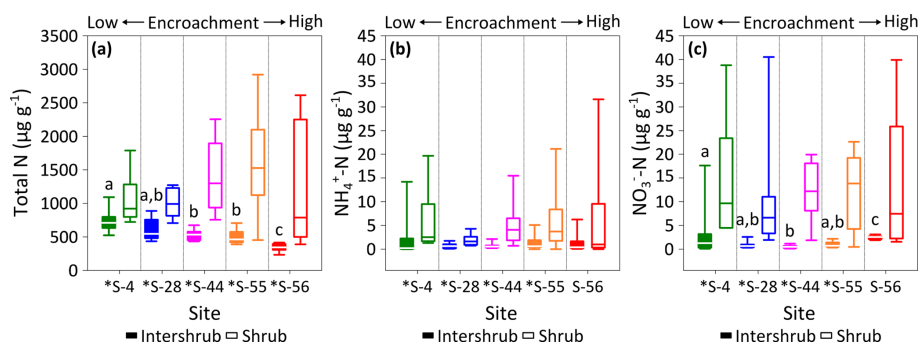 Low ← Encroachment → High
(a)
Total N (µg g⁻¹)
3500
3000
2500
2000
1500
1000
500
0
a
a,b
b
b
c
*S-4 *S-28 *S-44 *S-55 *S-56
Site
Intershrub Shrub
Low ← Encroachment → High
(b)
NH₄⁺-N (µg g⁻¹)
45
40
35
30
25
20
15
10
5
0
*S-4 *S-28 *S-44 *S-55 S-56
Site
Intershrub Shrub
Low ← Encroachment → High
(c)
NO₃⁻-N (µg g⁻¹)
45
40
35
30
25
20
15
10
5
0
a
a,b
b
a,b
c
*S-4 *S-28 *S-44 *S-55 S-56
Site
Intershrub Shrub